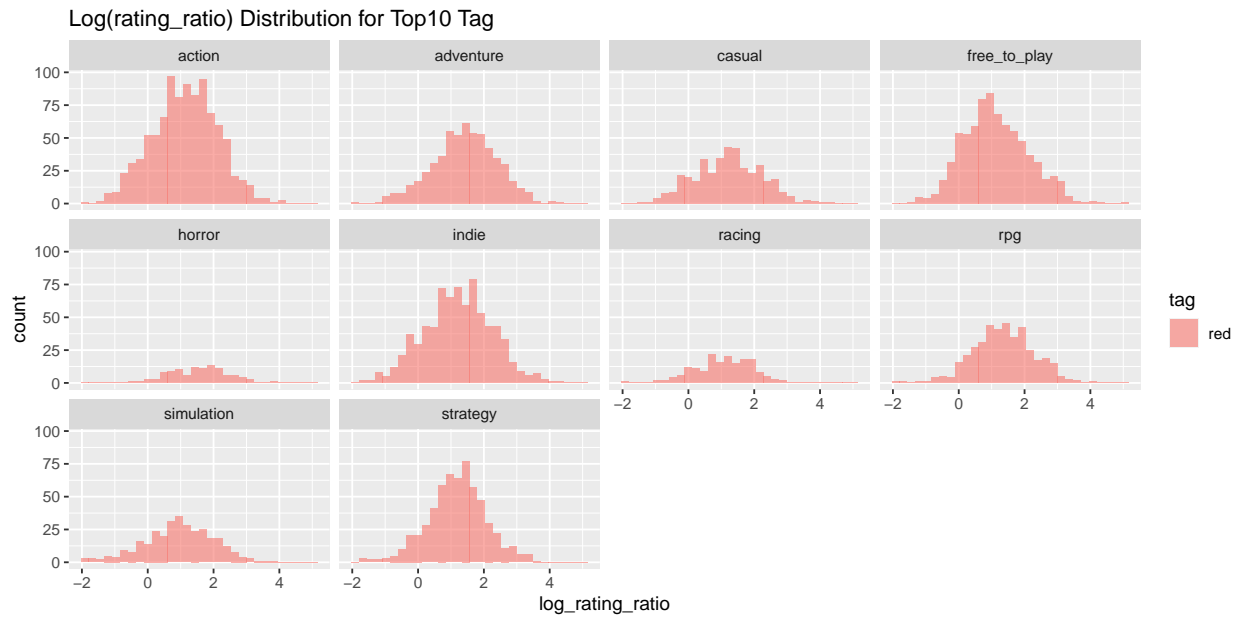 Log(rating_ratio) Distribution for Top10 Tag
action adventure casual free_to_play
100
75
50
25
0
horror indie racing rpg
100
75
50
25
0
−2 0 2 4 −2 0 2 4
simulation strategy
100
75
50
25
0
−2 0 2 4 −2 0 2 4
log_rating_ratio
count
tag
red